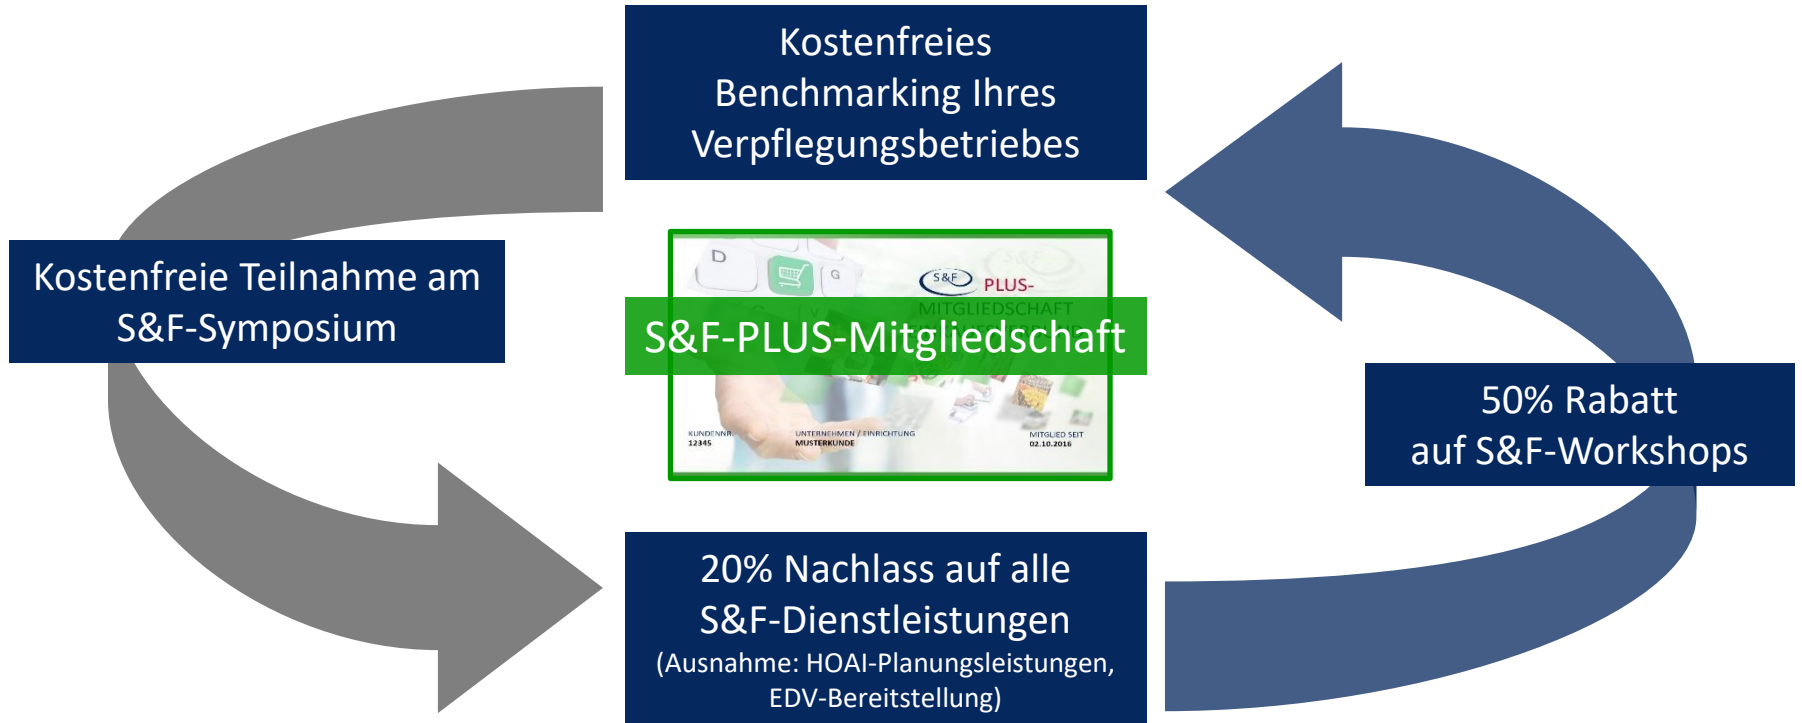 Kostenfreies
Benchmarking Ihres
Verpflegungsbetriebes
Kostenfreie Teilnahme am
S&F-Symposium
D
G
V
S&F
PLUS-
MITGLIEDSCHAFT
S&F-PLUS-Mitgliedschaft
KUNDENNR.
12345
UNTERNEHMEN / EINRICHTUNG
MUSTERKUNDE
MITGLIED SEIT
02.10.2016
50% Rabatt
auf S&F-Workshops
20% Nachlass auf alle
S&F-Dienstleistungen
(Ausnahme: HOAI-Planungsleistungen,
EDV-Bereitstellung)